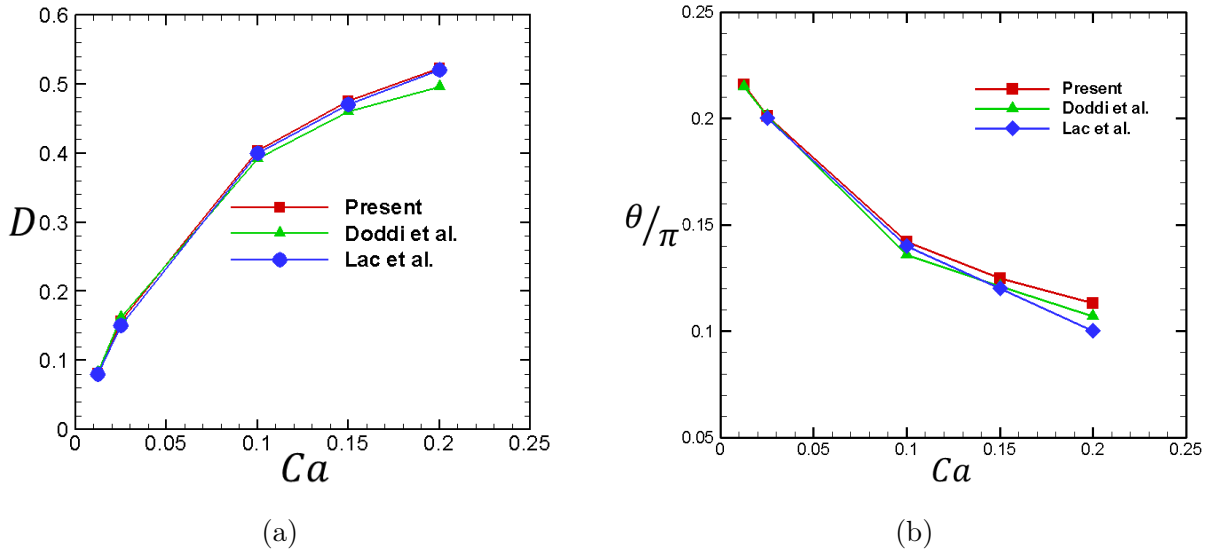 0.6
0.5
0.4
0.3
0.2
0.1
0
D
Present
Doddi et al.
Lac et al.
0 0.05 0.1 0.15 0.2 0.25
Ca
(a)
0.25
0.2
0.15
0.1
0.05
θ/π
Present
Doddi et al.
Lac et al.
0 0.05 0.1 0.15 0.2 0.25
Ca
(b)